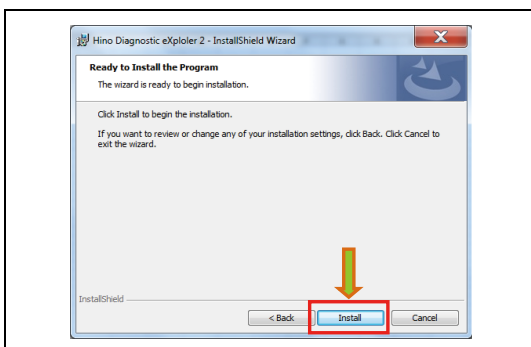 Hino Diagnostic eXploler 2 - InstallShield Wizard
Ready to Install the Program
The wizard is ready to begin installation.
Click Install to begin the installation.
If you want to review or change any of your installation settings, click Back. Click Cancel to
exit the wizard.
InstallShield
< Back Install Cancel